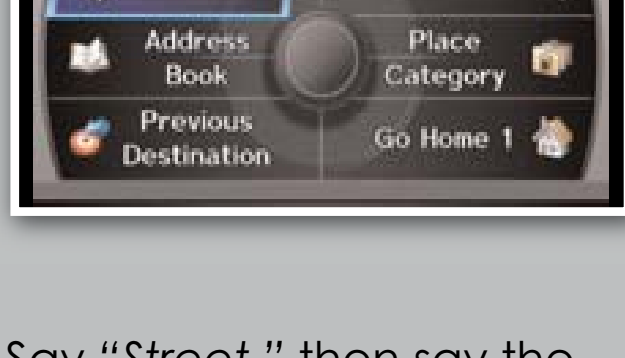 Address Book
Place Category
Previous Destination
Go Home 1
Say “Street,” then say the